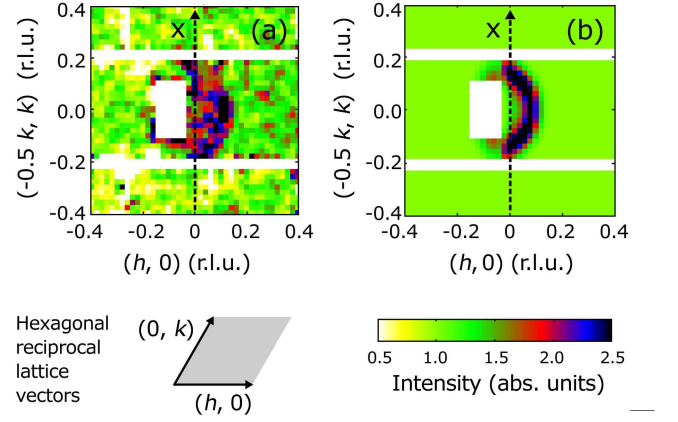 0.4
0.2
0.0
-0.2
-0.4
(-0.5 k, k) (r.l.u.)
x
(a)
-0.4
-0.2
0
0.2
0.4
(h, 0) (r.l.u.)
0.4
0.2
0.0
-0.2
-0.4
(-0.5 k, k) (r.l.u.)
x
(b)
-0.4
-0.2
0
0.2
0.4
(h, 0) (r.l.u.)
Hexagonal
reciprocal
lattice
vectors
(0, k)
(h, 0)
0.5 1.0 1.5 2.0 2.5
Intensity (abs. units)